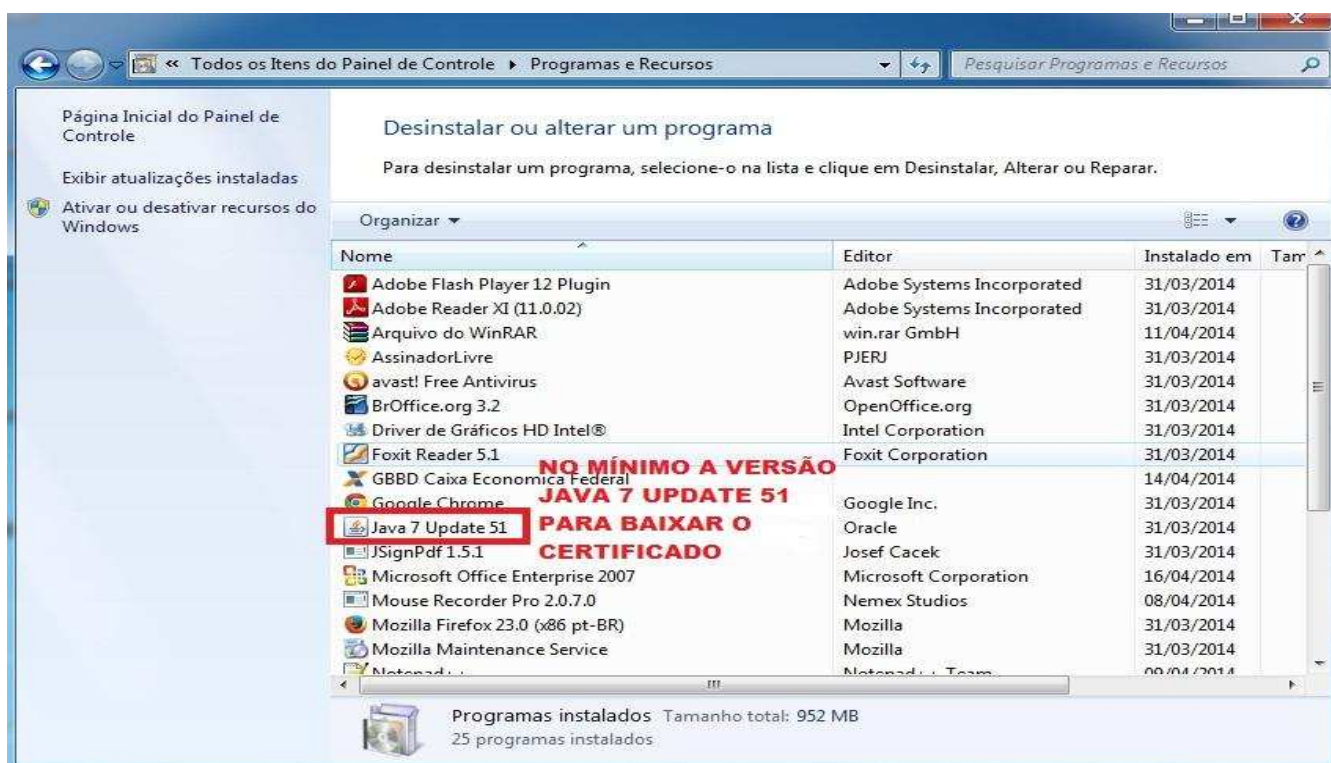 « Todos os Itens do Painel de Controle ▸ Programas e Recursos
Pesquisar Programas e Recursos
Página Inicial do Painel de
Controle
Exibir atualizações instaladas
Ativar ou desativar recursos do
Windows
Desinstalar ou alterar um programa
Para desinstalar um programa, selecione-o na lista e clique em Desinstalar, Alterar ou Reparar.
Organizar
Nome Editor Instalado em Tam
Adobe Flash Player 12 Plugin Adobe Systems Incorporated 31/03/2014
Adobe Reader XI (11.0.02) Adobe Systems Incorporated 31/03/2014
Arquivo do WinRAR win.rar GmbH 11/04/2014
AssinadorLivre PJERJ 31/03/2014
avast! Free Antivirus Avast Software 31/03/2014
BrOffice.org 3.2 OpenOffice.org 31/03/2014
Driver de Gráficos HD Intel® Intel Corporation 31/03/2014
Foxit Reader 5.1 Foxit Corporation 31/03/2014
GBBD Caixa Economica Federal 14/04/2014
Google Chrome Google Inc. 31/03/2014
Java 7 Update 51 Oracle 31/03/2014
JSignPdf 1.5.1 Josef Cacek 31/03/2014
Microsoft Office Enterprise 2007 Microsoft Corporation 16/04/2014
Mouse Recorder Pro 2.0.7.0 Nemex Studios 08/04/2014
Mozilla Firefox 23.0 (x86 pt-BR) Mozilla 31/03/2014
Mozilla Maintenance Service Mozilla 31/03/2014
Notepad++ Notepad++ Team 09/04/2014
NO MÍNIMO A VERSÃO
JAVA 7 UPDATE 51
PARA BAIXAR O
CERTIFICADO
Programas instalados Tamanho total: 952 MB
25 programas instalados